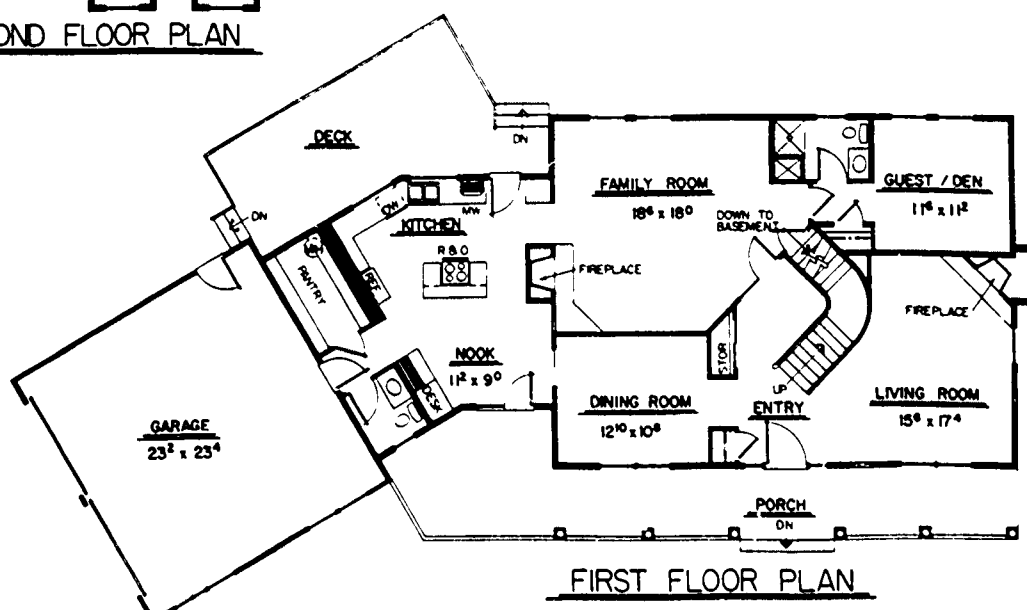 OND FLOOR PLAN
DECK
DN
DN
FAMILY ROOM
18⁶ x 18⁰
GUEST / DEN
11⁶ x 11²
DOWN TO
BASEMENT
DW
MW
KITCHEN
R & O
REF
PANTRY
FIREPLACE
FIREPLACE
STOR
UP
NOOK
11² x 9⁰
DESK
DINING ROOM
12¹⁰ x 10⁸
ENTRY
LIVING ROOM
15⁶ x 17⁴
GARAGE
23² x 23⁴
PORCH
DN
FIRST FLOOR PLAN